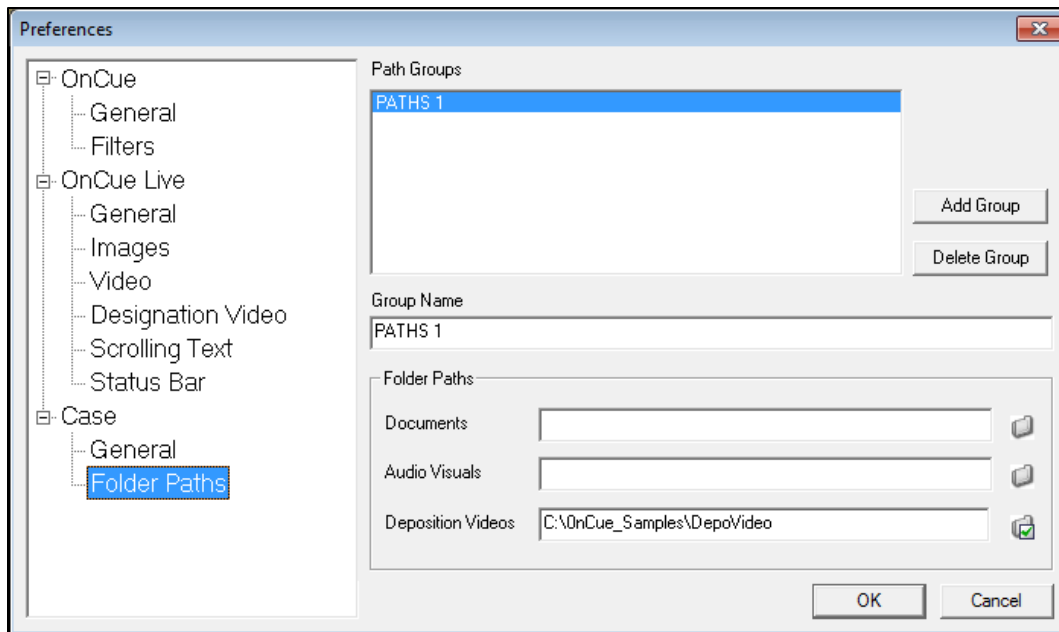 Preferences
OnCue
General
Filters
OnCue Live
General
Images
Video
Designation Video
Scrolling Text
Status Bar
Case
General
Folder Paths
Path Groups
PATHS 1
Add Group
Delete Group
Group Name
PATHS 1
Folder Paths
Documents
Audio Visuals
Deposition Videos C:\OnCue_Samples\DepoVideo
OK Cancel